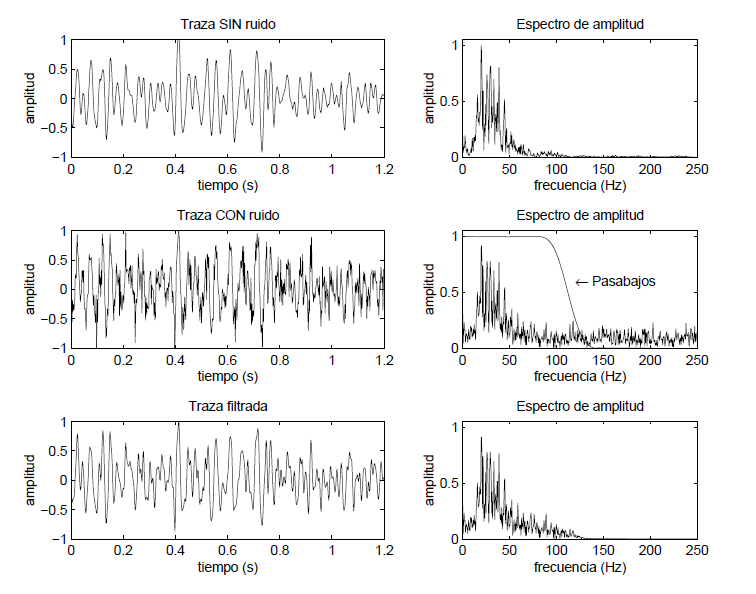 Traza SIN ruido
amplitud
1
0.5
0
−0.5
−1
0 0.2 0.4 0.6 0.8 1 1.2
tiempo (s)
Espectro de amplitud
amplitud
1
0.5
0
0 50 100 150 200 250
frecuencia (Hz)
Traza CON ruido
amplitud
1
0.5
0
−0.5
−1
0 0.2 0.4 0.6 0.8 1 1.2
tiempo (s)
Espectro de amplitud
amplitud
1
0.5
0
← Pasabajos
0 50 100 150 200 250
frecuencia (Hz)
Traza filtrada
amplitud
1
0.5
0
−0.5
−1
0 0.2 0.4 0.6 0.8 1 1.2
tiempo (s)
Espectro de amplitud
amplitud
1
0.5
0
0 50 100 150 200 250
frecuencia (Hz)